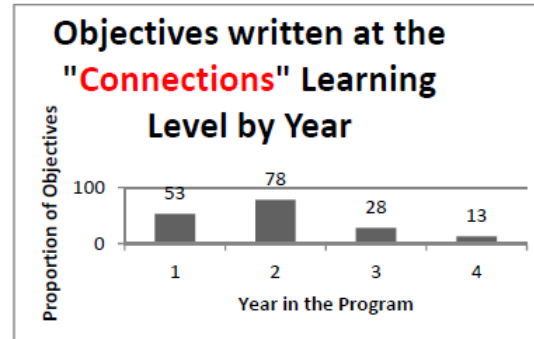 Objectives written at the
"Connections" Learning
Level by Year
Proportion of Objectives
100
0
53
78
28
13
1
2
3
4
Year in the Program